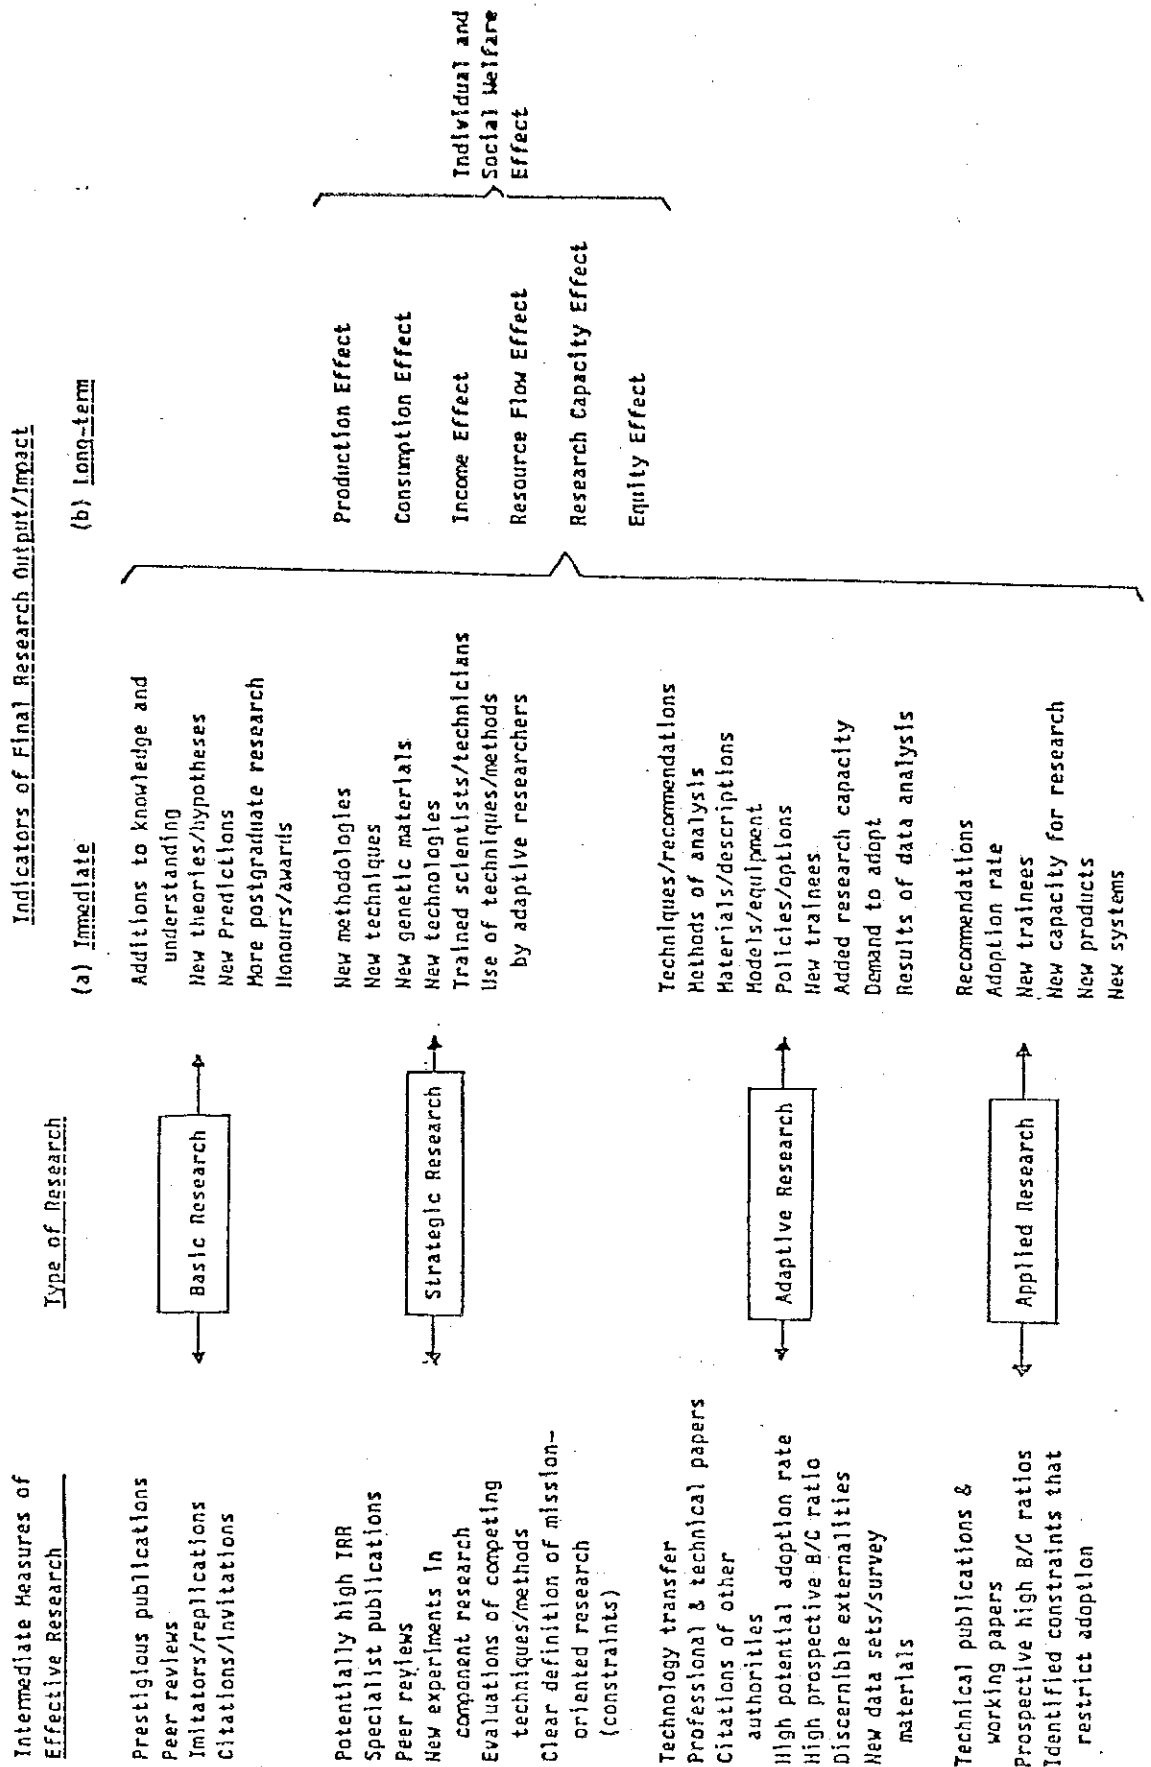 Indicators of Final Research Output/Impact
Intermediate Measures of
Effective Research
Type of Research
(a) Immediate
(b) Long-term
Prestigious publications
Peer reviews
Imitators/replications
Citations/invitations
Basic Research
Additions to knowledge and
understanding
New theories/hypotheses
New Predictions
More postgraduate research
Honours/awards
Potentially high IRR
Specialist publications
Peer reviews
New experiments in
component research
Evaluations of competing
techniques/methods
Clear definition of mission-
oriented research
(constraints)
Strategic Research
New methodologies
New techniques
New genetic materials
New technologies
Trained scientists/technicians
Use of techniques/methods
by adaptive researchers
Technology transfer
Professional & technical papers
Citations of other
authorities
High potential adoption rate
High prospective B/C ratio
Discernible externalities
New data sets/survey
materials
Adaptive Research
Techniques/recommendations
Methods of analysis
Materials/descriptions
Models/equipment
Policies/options
New trainees
Added research capacity
Demand to adopt
Results of data analysis
Technical publications &
working papers
Prospective high B/C ratios
Identified constraints that
restrict adoption
Applied Research
Recommendations
Adoption rate
New trainees
New capacity for research
New products
New systems
Production Effect
Consumption Effect
Income Effect
Resource Flow Effect
Research Capacity Effect
Equity Effect
Individual and
Social Welfare
Effect